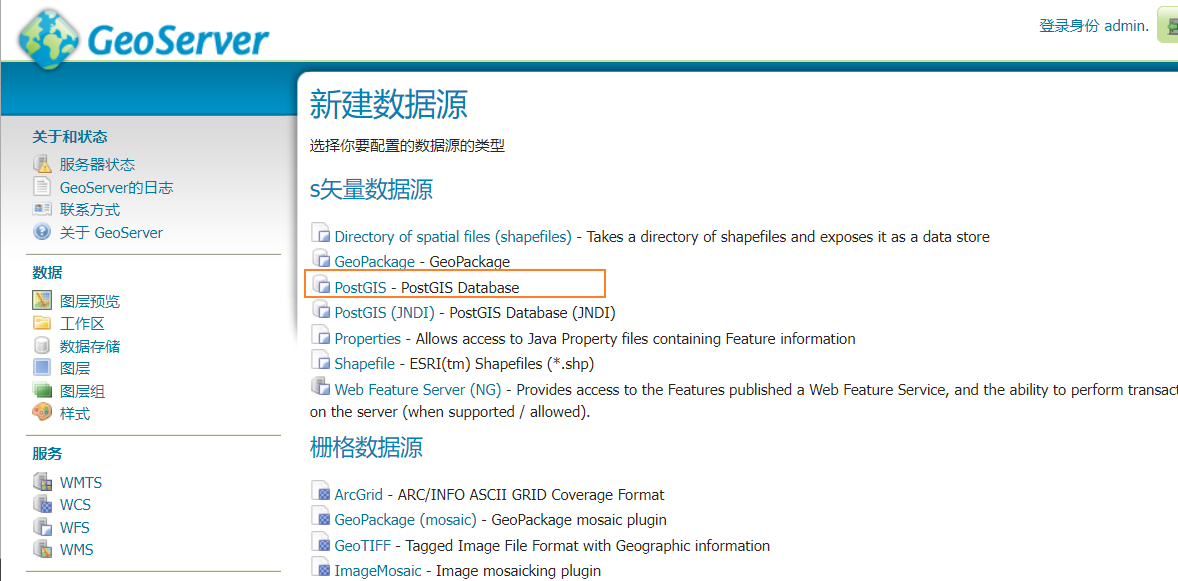 GeoServer
登录身份 admin.
关于和状态
服务器状态
GeoServer的日志
联系方式
关于 GeoServer
数据
图层预览
工作区
数据存储
图层
图层组
样式
服务
WMTS
WCS
WFS
WMS
新建数据源
选择你要配置的数据源的类型
s矢量数据源
Directory of spatial files (shapefiles) - Takes a directory of shapefiles and exposes it as a data store
GeoPackage - GeoPackage
PostGIS - PostGIS Database
PostGIS (JNDI) - PostGIS Database (JNDI)
Properties - Allows access to Java Property files containing Feature information
Shapefile - ESRI(tm) Shapefiles (*.shp)
Web Feature Server (NG) - Provides access to the Features published a Web Feature Service, and the ability to perform transact
on the server (when supported / allowed).
栅格数据源
ArcGrid - ARC/INFO ASCII GRID Coverage Format
GeoPackage (mosaic) - GeoPackage mosaic plugin
GeoTIFF - Tagged Image File Format with Geographic information
ImageMosaic - Image mosaicking plugin